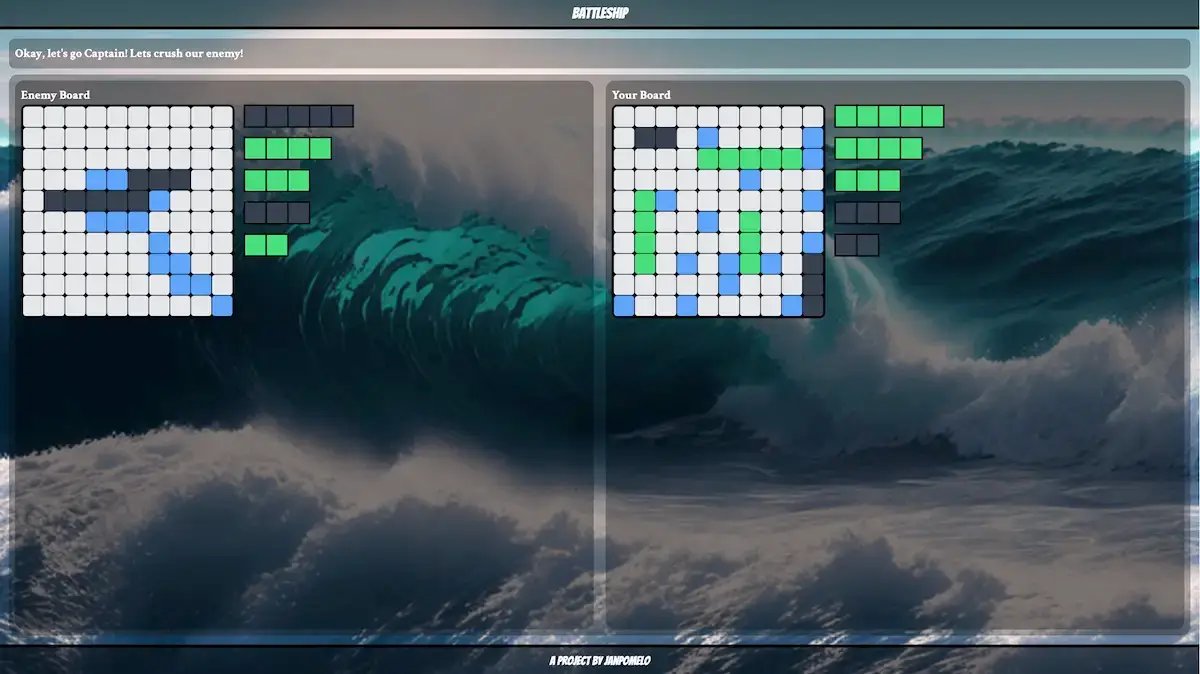 BATTLESHIP
Okay, let's go Captain! Lets crush our enemy!
Enemy Board
Your Board
A PROJECT BY JANPOMELO